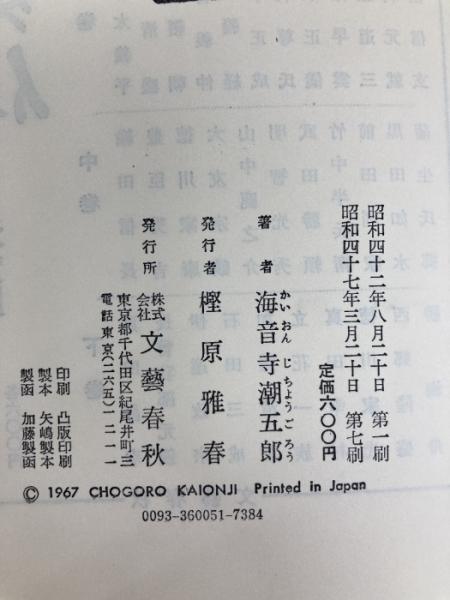 昭和四十二年八月二十日 第一刷
昭和四十七年三月二十日 第七刷
定価六〇〇円
著者 海音寺潮五郎
かいおんじちょうごろう
発行者 樫原雅春
発行所 株式会社 文藝春秋
東京都千代田区紀尾井町三
電話東京(二六五)一二一一
印刷 凸版印刷
製本 矢嶋製本
製函 加藤製函
© 1967 CHOGORO KAIONJI Printed in Japan
0093-360051-7384